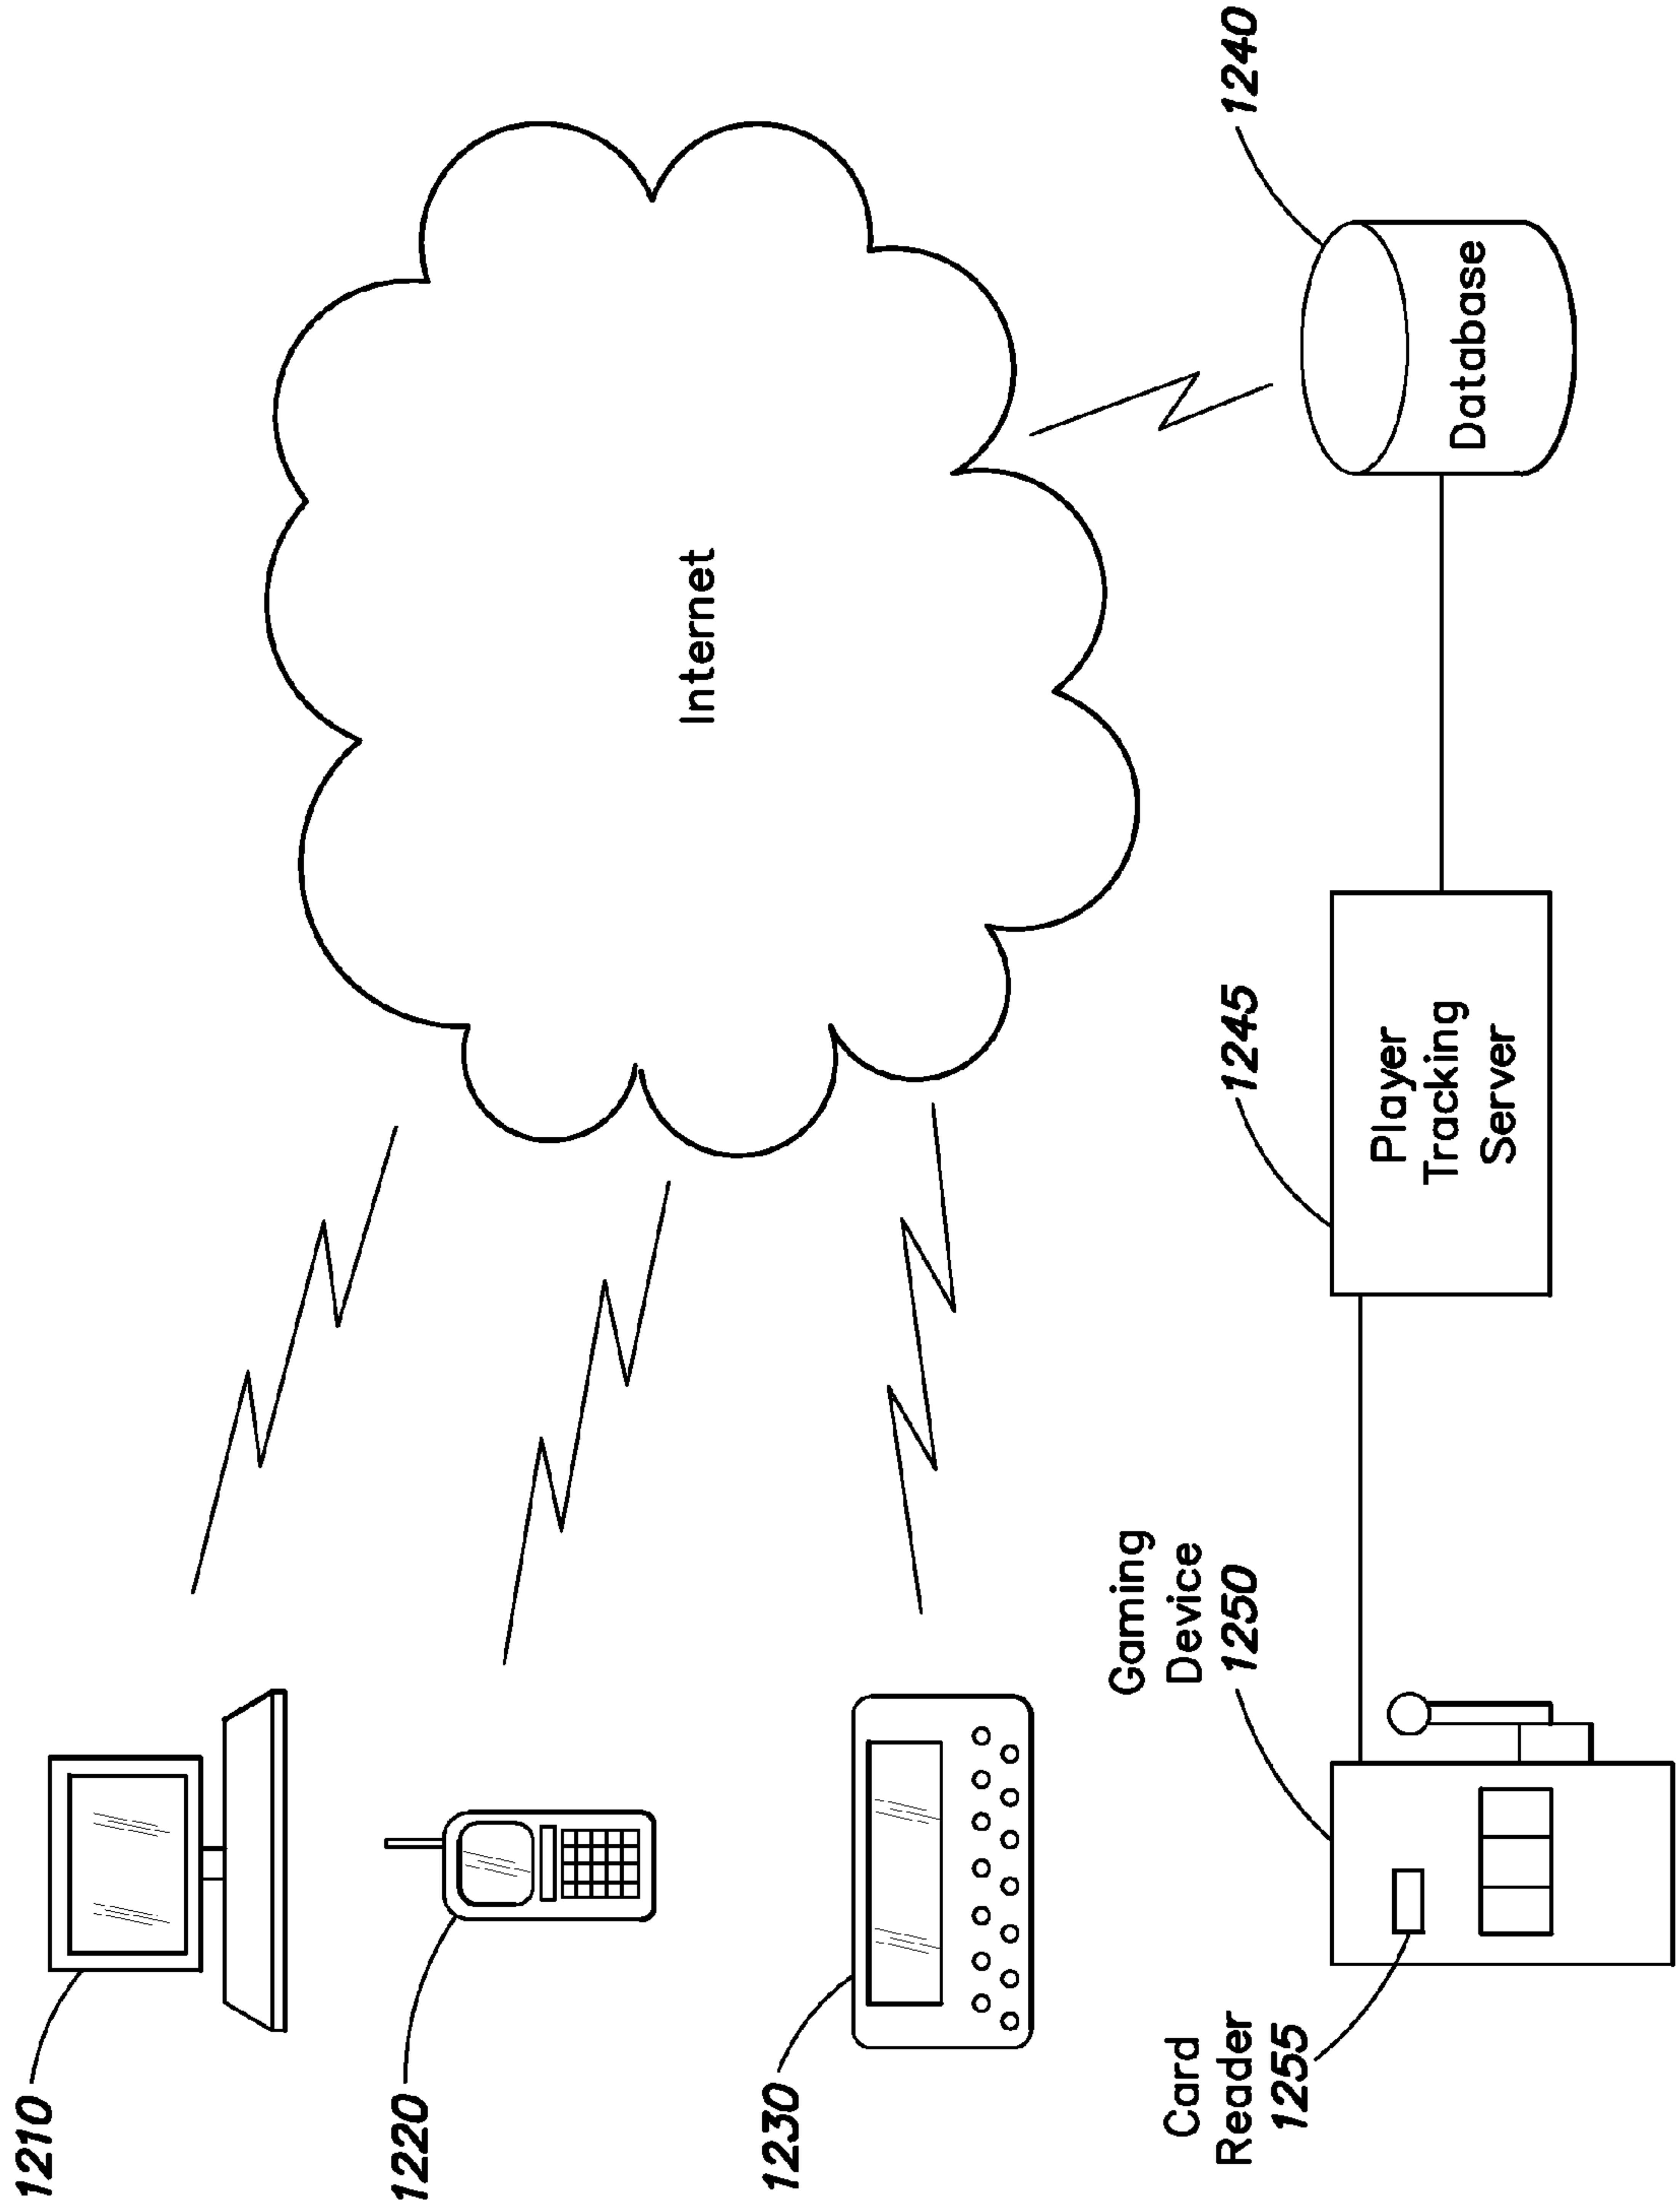 1210
1220
1230
Internet
Card
Reader
1255
Gaming
Device
1250
1245
Player
Tracking
Server
1240
Database